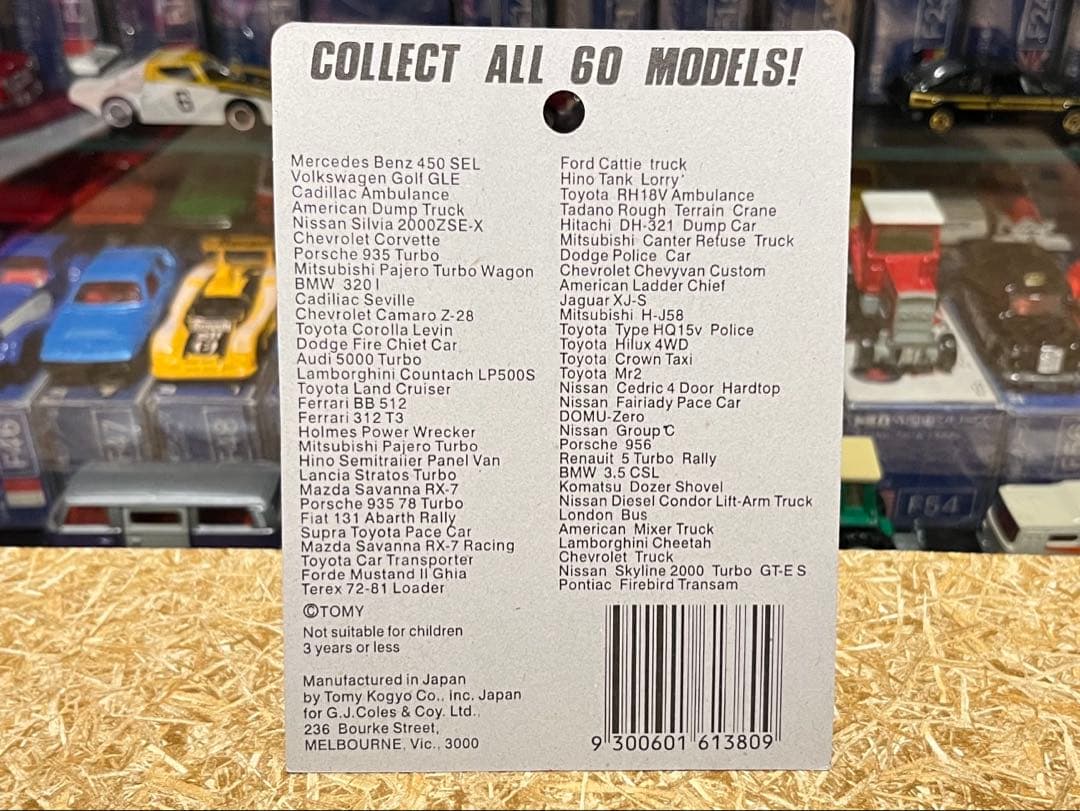 COLLECT ALL 60 MODELS!
Mercedes Benz 450 SEL
Volkswagen Golf GLE
Cadillac Ambulance
American Dump Truck
Nissan Silvia 2000ZSE-X
Chevrolet Corvette
Porsche 935 Turbo
Mitsubishi Pajero Turbo Wagon
BMW 320 I
Cadiliac Seville
Chevrolet Camaro Z-28
Toyota Corolla Levin
Dodge Fire Chiet Car
Audi 5000 Turbo
Lamborghini Countach LP500S
Toyota Land Cruiser
Ferrari BB 512
Ferrari 312 T3
Holmes Power Wrecker
Mitsubishi Pajero Turbo
Hino Semitraiier Panel Van
Lancia Stratos Turbo
Mazda Savanna RX-7
Porsche 935 78 Turbo
Fiat 131 Abarth Rally
Supra Toyota Pace Car
Mazda Savanna RX-7 Racing
Toyota Car Transporter
Forde Mustand II Ghia
Terex 72-81 Loader
Ford Cattie truck
Hino Tank Lorry
Toyota RH18V Ambulance
Tadano Rough Terrain Crane
Hitachi DH-321 Dump Car
Mitsubishi Canter Refuse Truck
Dodge Police Car
Chevrolet Chevyvan Custom
American Ladder Chief
Jaguar XJ-S
Mitsubishi H-J58
Toyota Type HQ15v Police
Toyota Hilux 4WD
Toyota Crown Taxi
Toyota Mr2
Nissan Cedric 4 Door Hardtop
Nissan Fairiady Pace Car
DOMU-Zero
Nissan Group C
Porsche 956
Renauit 5 Turbo Rally
BMW 3.5 CSL
Komatsu Dozer Shovel
Nissan Diesel Condor Lift-Arm Truck
London Bus
American Mixer Truck
Lamborghini Cheetah
Chevrolet Truck
Nissan Skyline 2000 Turbo GT-E S
Pontiac Firebird Transam
©TOMY
Not suitable for children
3 years or less
Manufactured in Japan
by Tomy Kogyo Co., inc. Japan
for G.J.Coles & Coy. Ltd.,
236 Bourke Street,
MELBOURNE, Vic., 3000
9 300601 613809
F54
6